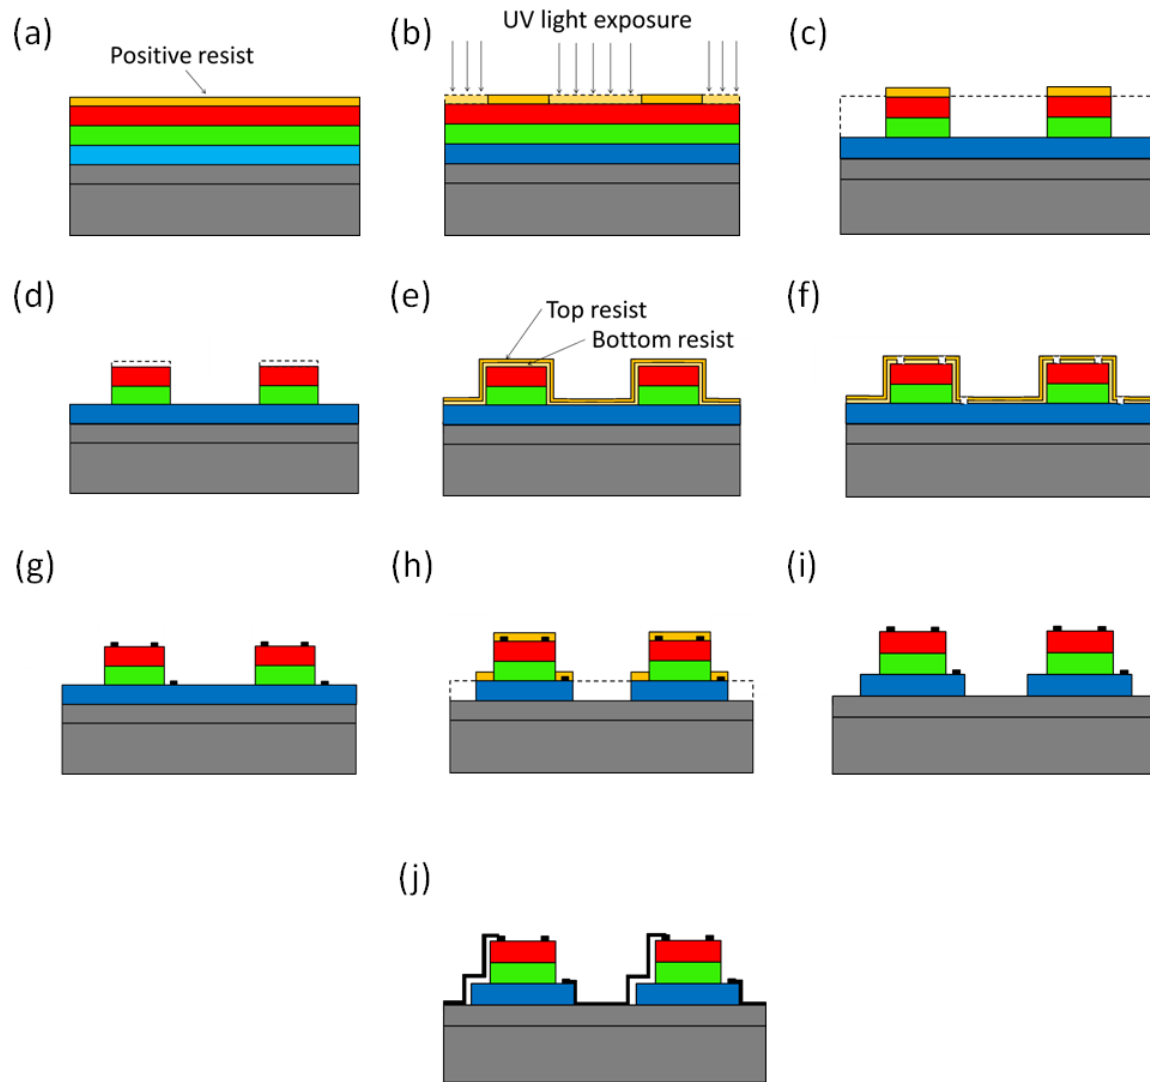 (a)
Positive resist
(b)
UV light exposure
(c)
(d)
(e)
Top resist
Bottom resist
(f)
(g)
(h)
(i)
(j)